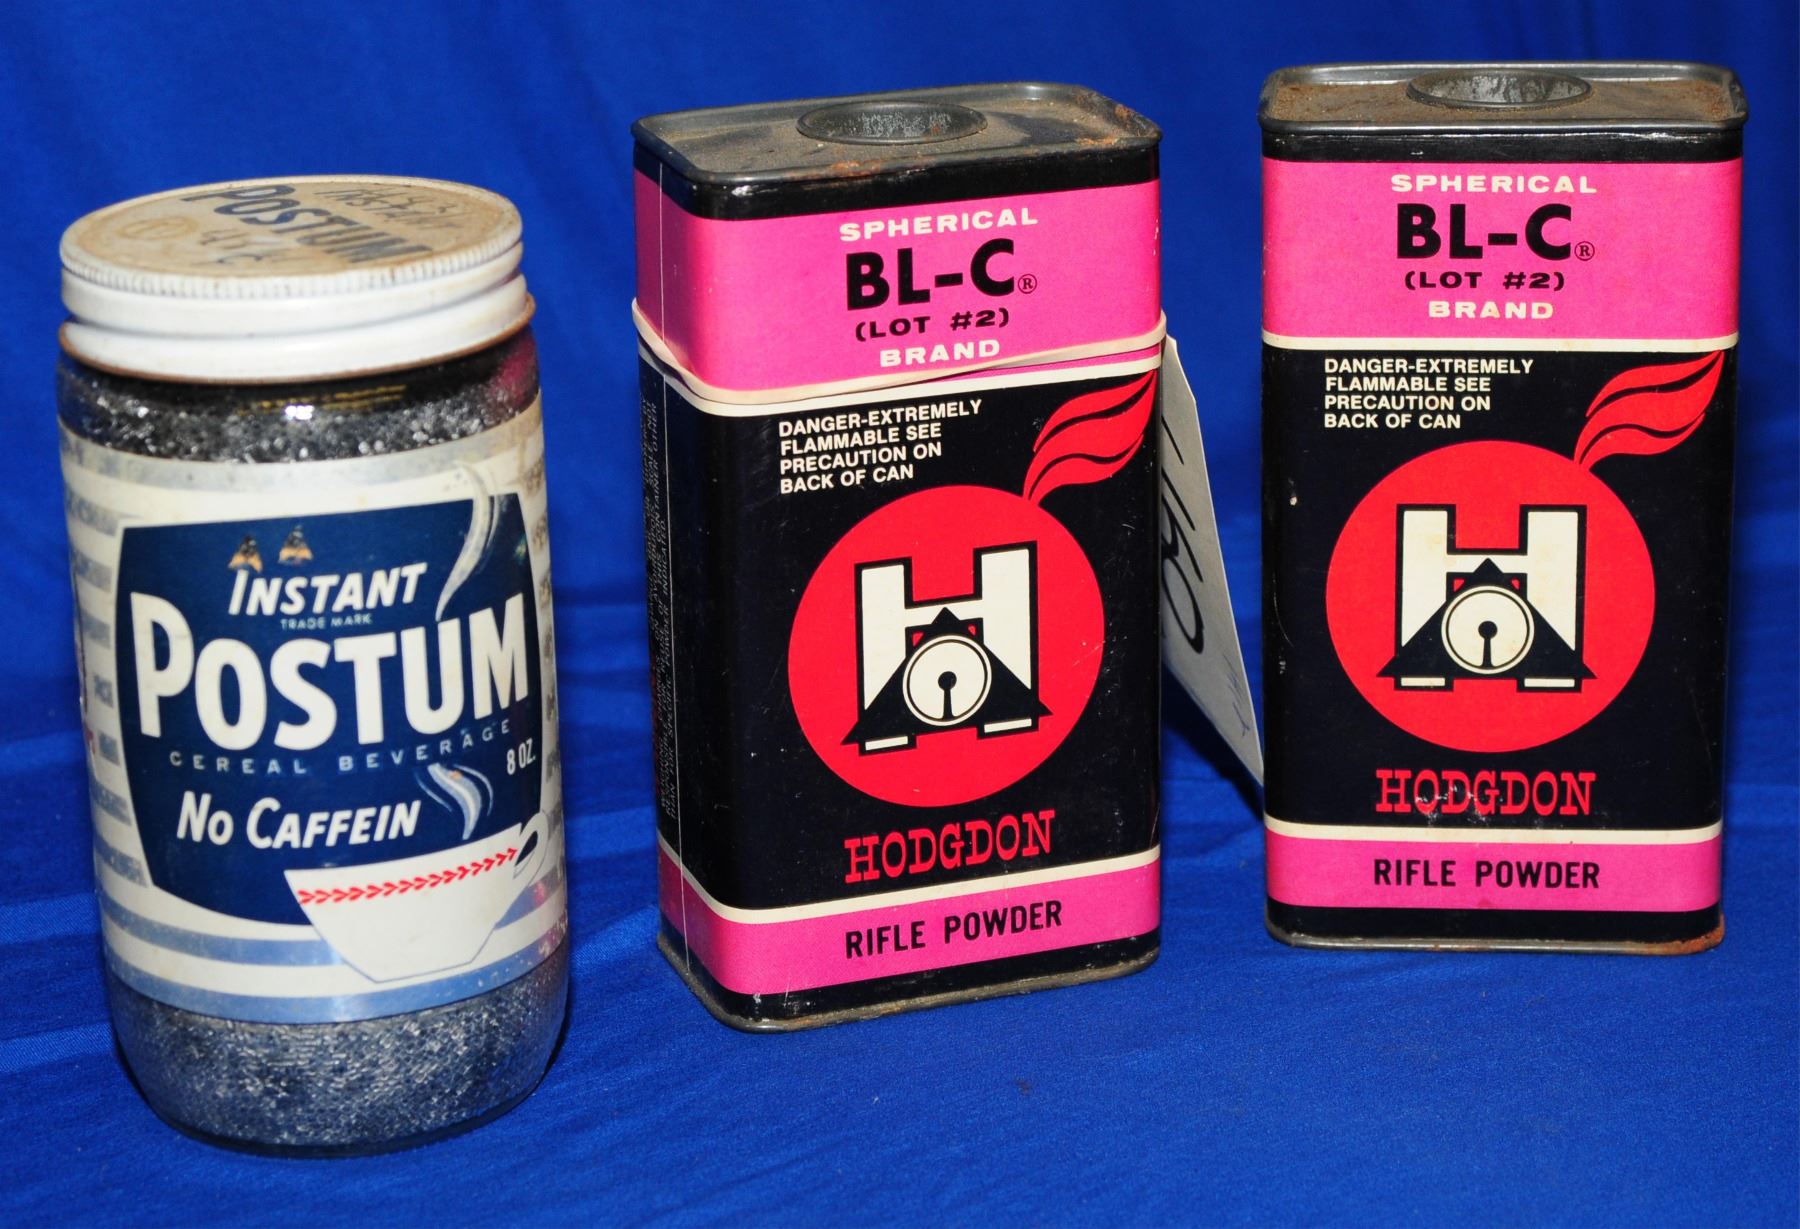 INSTANT
POSTUM
INSTANT
TRADE MARK
POSTUM
CEREAL BEVERAGE
8 OZ.
NO CAFFEIN
SPHERICAL
BL-C®
(LOT #2)
BRAND
DANGER-EXTREMELY
FLAMMABLE SEE
PRECAUTION ON
BACK OF CAN
H
HODGDON
RIFLE POWDER
SPHERICAL
BL-C®
(LOT #2)
BRAND
DANGER-EXTREMELY
FLAMMABLE SEE
PRECAUTION ON
BACK OF CAN
H
HODGDON
RIFLE POWDER